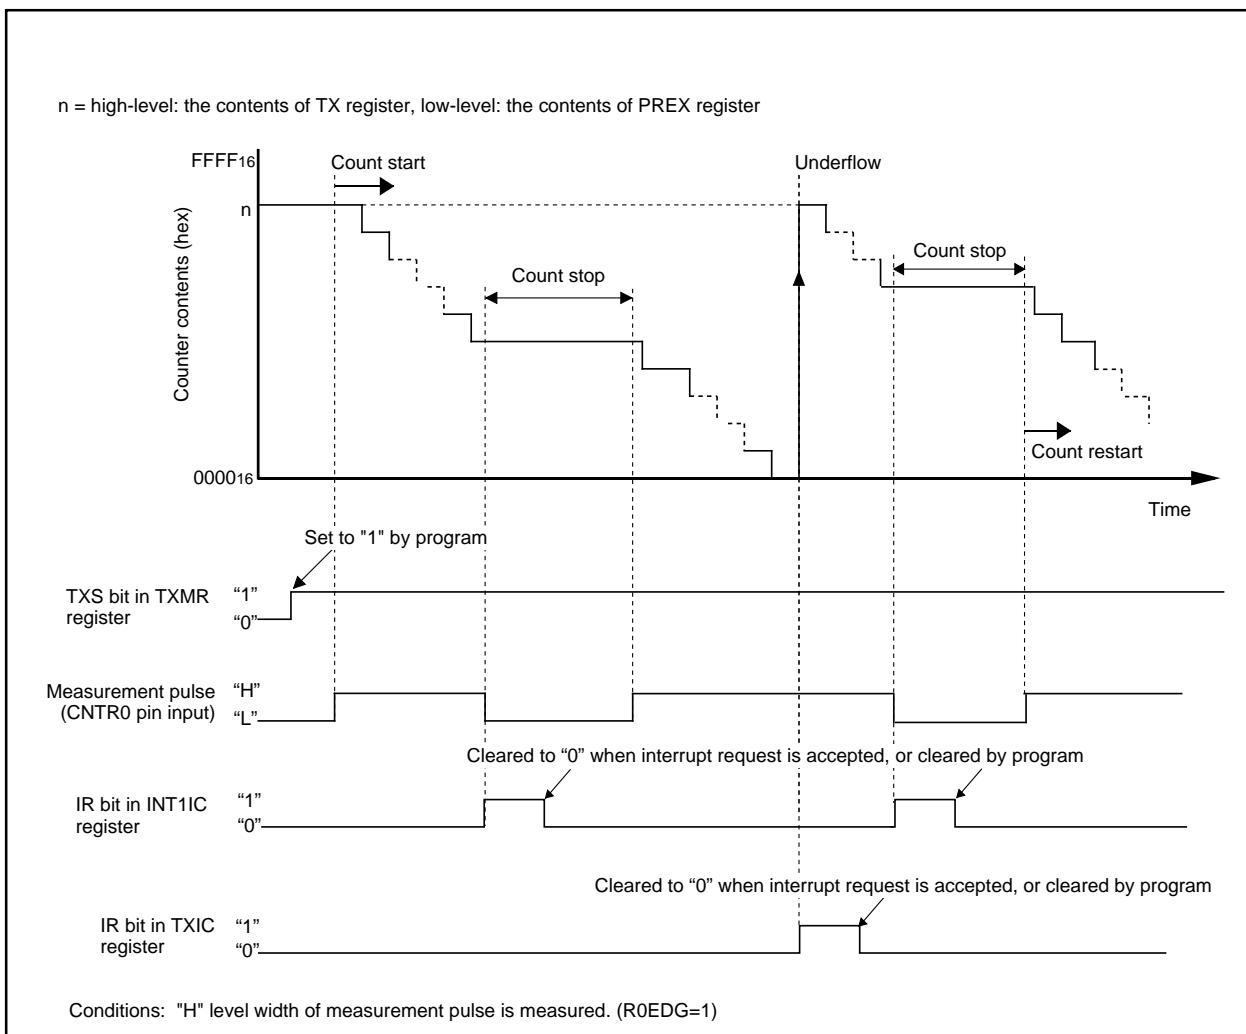 n = high-level: the contents of TX register, low-level: the contents of PREX register
FFFF16
Count start
Underflow
n
Counter contents (hex)
Count stop
Count stop
Count restart
000016
Time
Set to "1" by program
TXS bit in TXMR
register
“1”
“0”
Measurement pulse
(CNTR0 pin input)
“H”
“L”
Cleared to “0” when interrupt request is accepted, or cleared by program
IR bit in INT1IC
register
“1”
“0”
Cleared to “0” when interrupt request is accepted, or cleared by program
IR bit in TXIC
register
“1”
“0”
Conditions: "H" level width of measurement pulse is measured. (R0EDG=1)